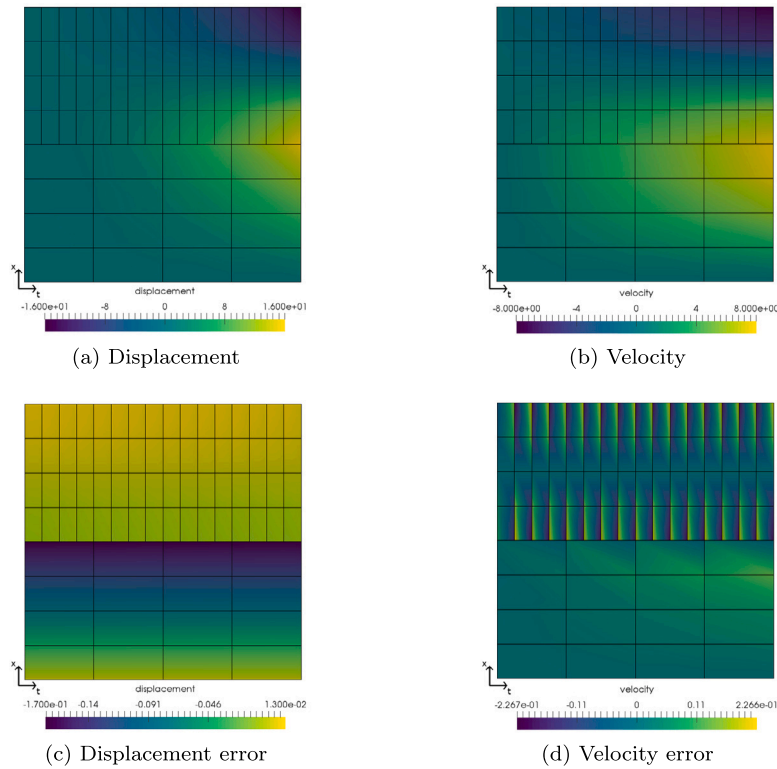 x
t
displacement
-1.600e+01 -8 0 8 1.600e+01
(a) Displacement
x
t
velocity
-8.000e+00 -4 0 4 8.000e+00
(b) Velocity
x
t
displacement
-1.700e-01 -0.14 -0.091 -0.046 1.300e-02
(c) Displacement error
x
t
velocity
-2.267e-01 -0.11 0 0.11 2.266e-01
(d) Velocity error